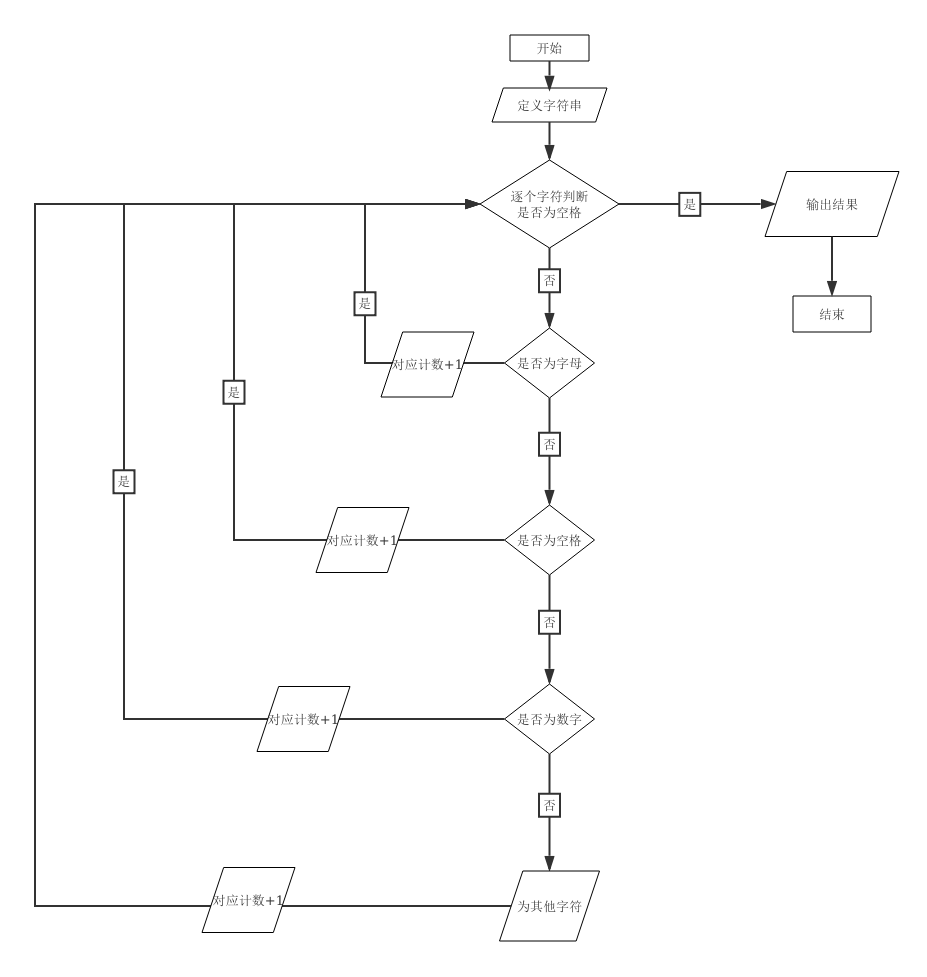 开始
定义字符串
逐个字符判断
是否为空格
是
输出结果
结束
否
是
对应计数+1
是否为字母
是
否
是
对应计数+1
是否为空格
否
对应计数+1
是否为数字
否
对应计数+1
为其他字符